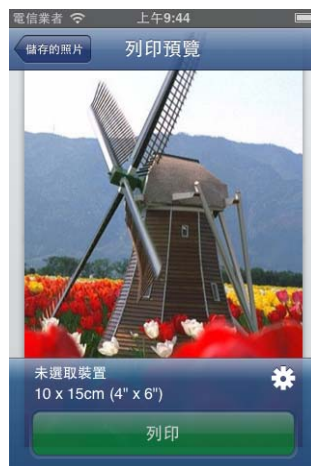 電信業者 上午9:44
儲存的照片 列印預覽
未選取裝置
10 x 15cm (4" x 6")
列印